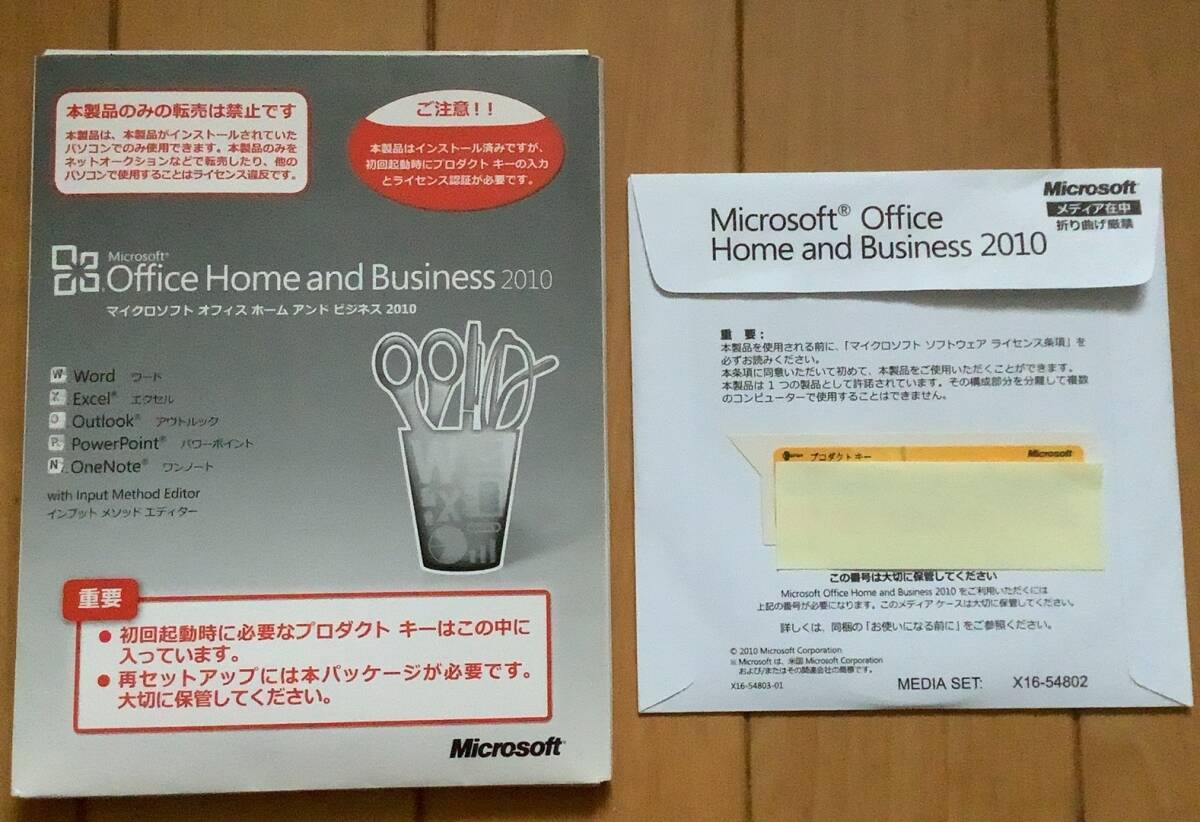 本製品のみの転売は禁止です
本製品は、本製品がインストールされていた
パソコンでのみ使用できます。本製品のみを
ネットオークションなどで転売したり、他の
パソコンで使用することはライセンス違反です。
ご注意!!
本製品はインストール済みですが、
初回起動時にプロダクト キーの入力
とライセンス認証が必要です。
Microsoft®
Office Home and Business 2010
マイクロソフト オフィス ホーム アンド ビジネス 2010
Word ワード
Excel® エクセル
Outlook® アウトルック
PowerPoint® パワーポイント
OneNote® ワンノート
with Input Method Editor
インプット メソッド エディター
重要
● 初回起動時に必要なプロダクト キーはこの中に
入っています。
● 再セットアップには本パッケージが必要です。
大切に保管してください。
Microsoft®
Microsoft®
メディア在中
折り曲げ厳禁
Microsoft® Office
Home and Business 2010
重 要:
本製品を使用される前に、「マイクロソフト ソフトウェア ライセンス条項」を
必ずお読みください。
本条項に同意いただいて初めて、本製品をご使用いただくことができます。
本製品は 1 つの製品として許諾されています。その構成部分を分離して複数
のコンピューターで使用することはできません。
プロダクト キー
Microsoft
この番号は大切に保管してください
Microsoft Office Home and Business 2010 をご利用いただくには
上記の番号が必要になります。このメディア ケースは大切に保管してください。
詳しくは、同梱の「お使いになる前に」をご参照ください。
© 2010 Microsoft Corporation
※ Microsoft は、米国 Microsoft Corporation
および/またはその関連会社の商標です。
X16-54803-01
MEDIA SET: X16-54802